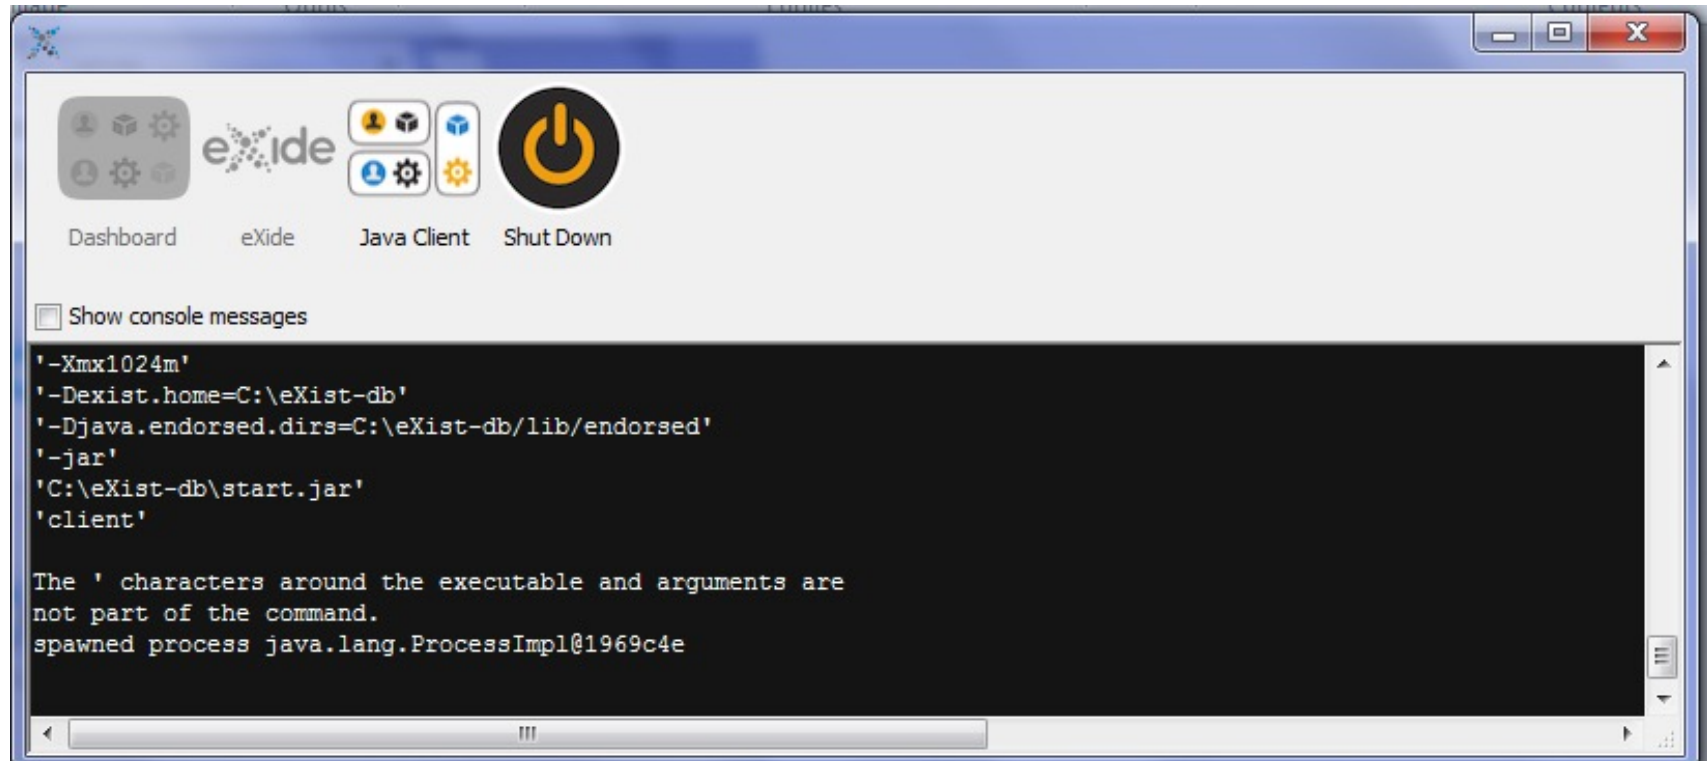 eXide
Dashboard eXide Java Client Shut Down
Show console messages
'-Xmx1024m'
'-Dexist.home=C:\eXist-db'
'-Djava.endorsed.dirs=C:\eXist-db/lib/endorsed'
'-jar'
'C:\eXist-db\start.jar'
'client'
The ' characters around the executable and arguments are
not part of the command.
spawned process java.lang.ProcessImpl@1969c4e